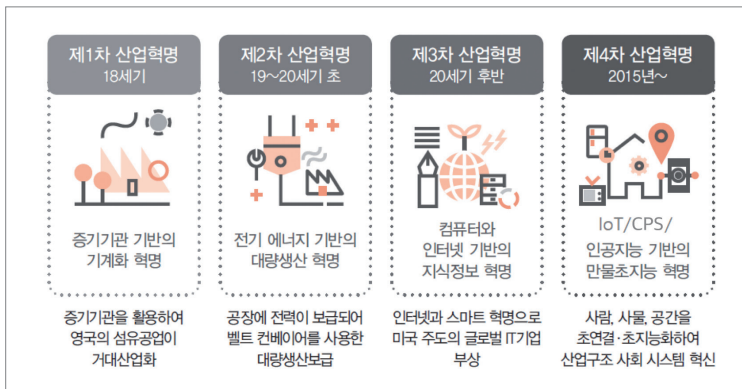 제1차 산업혁명
18세기
증기기관 기반의
기계화 혁명
증기기관을 활용하여
영국의 섬유공업이
거대산업화
제2차 산업혁명
19~20세기 초
전기 에너지 기반의
대량생산 혁명
공장에 전력이 보급되어
벨트 컨베이어를 사용한
대량생산보급
제3차 산업혁명
20세기 후반
컴퓨터와
인터넷 기반의
지식정보 혁명
인터넷과 스마트 혁명으로
미국 주도의 글로벌 IT기업
부상
제4차 산업혁명
2015년~
IoT/CPS/
인공지능 기반의
만물초지능 혁명
사람, 사물, 공간을
초연결·초지능화하여
산업구조 사회 시스템 혁신